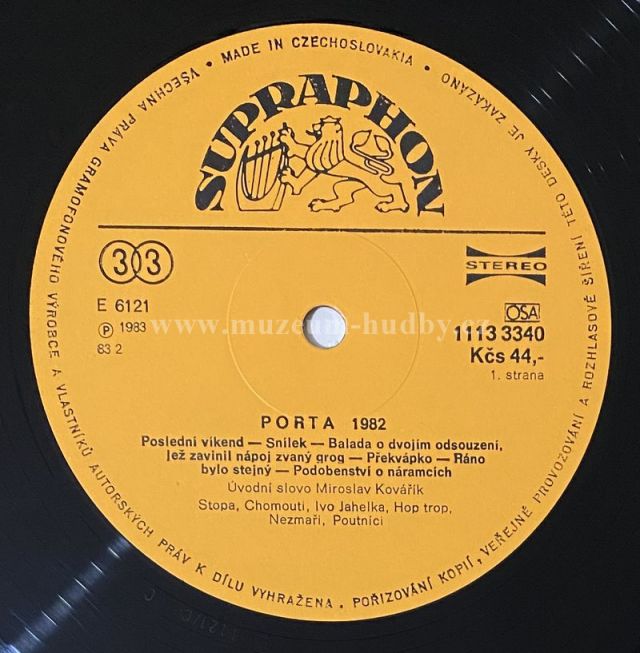 VŠECHNA PRÁVA GRAMOFONOVÉHO VÝROBCE A VLASTNÍKŮ AUTORSKÝCH PRÁV K DÍLU VYHRAŽENA • POŘIZOVÁNÍ KOPIÍ, VEŘEJNÉ PROVOZOVÁNÍ A ROZHLASOVÉ ŠÍŘENÍ TÉTO DESKY JE ZAKÁZÁNO
• MADE IN CZECHOSLOVAKIA •
SUPRAPHON
33
STEREO
E 6121
Ⓟ 1983
83 2
OSA
1113 3340
Kčs 44,-
1. strana
www.muzeum-hudby.cz
PORTA 1982
Poslední víkend — Snílek — Balada o dvojím odsouzení,
jež zavinil nápoj zvaný grog — Překvápko — Ráno
bylo stejný — Podobenství o náramcích
Úvodní slovo Miroslav Kovářík
Stopa, Chomouti, Ivo Jahelka, Hop trop,
Nezmaři, Poutníci